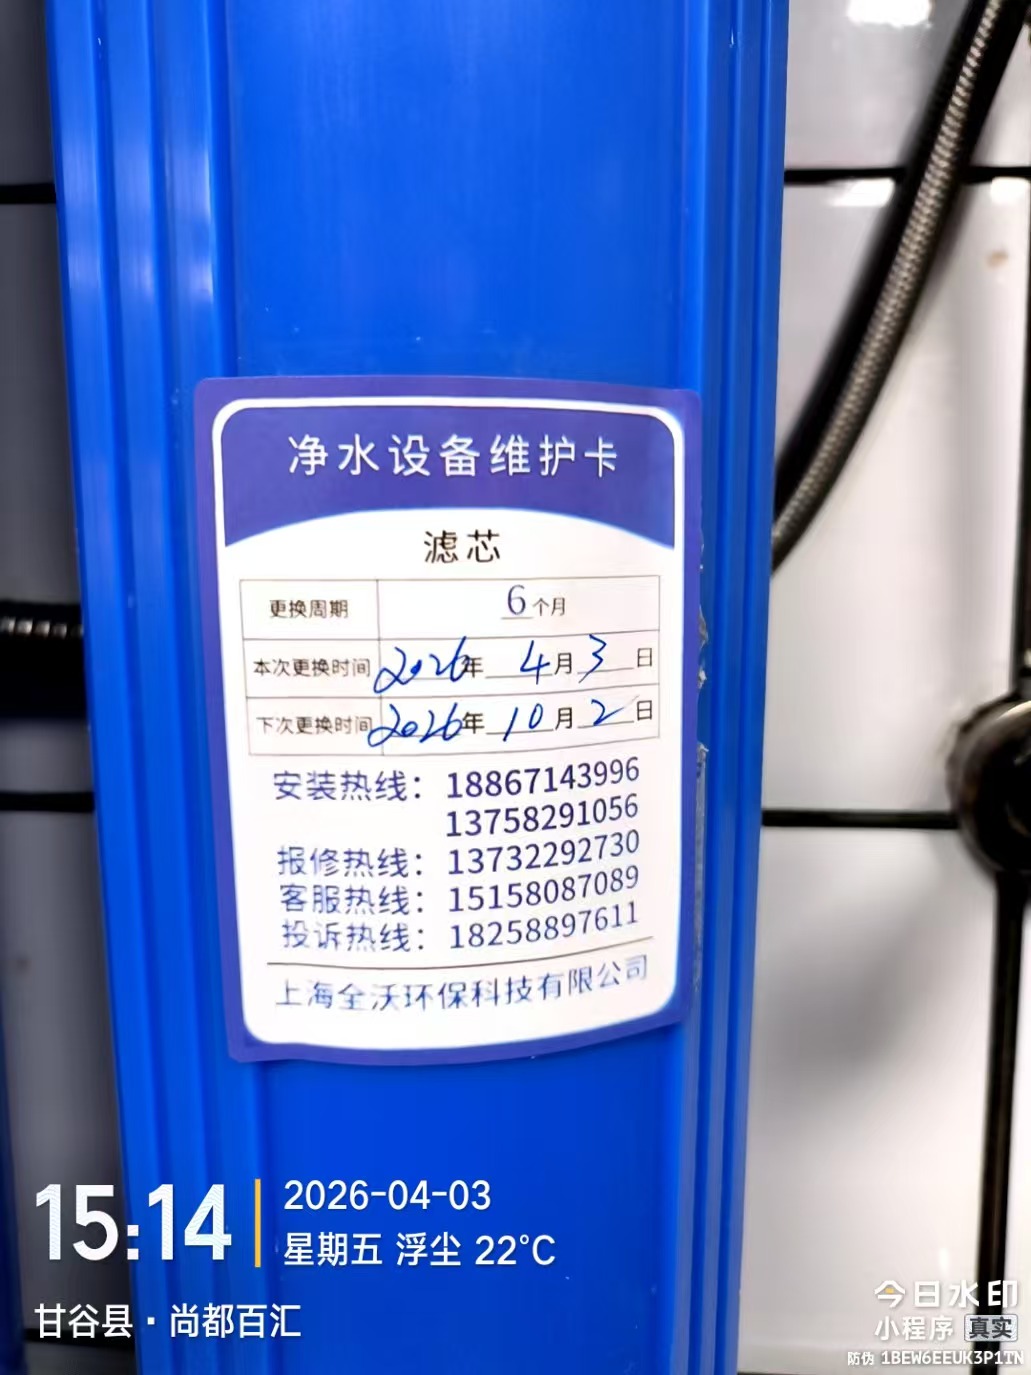 净水设备维护卡
滤芯
更换周期 6个月
本次更换时间 2026年 4月 3日
下次更换时间 2026年 10月 2日
安装热线：18867143996
13758291056
报修热线：13732292730
客服热线：15158087089
投诉热线：18258897611
上海全沃环保科技有限公司
15:14
2026-04-03
星期五 浮尘 22°C
甘谷县·尚都百汇
今日水印
小程序 真实
防伪 1BEW6EEUK3P1TN